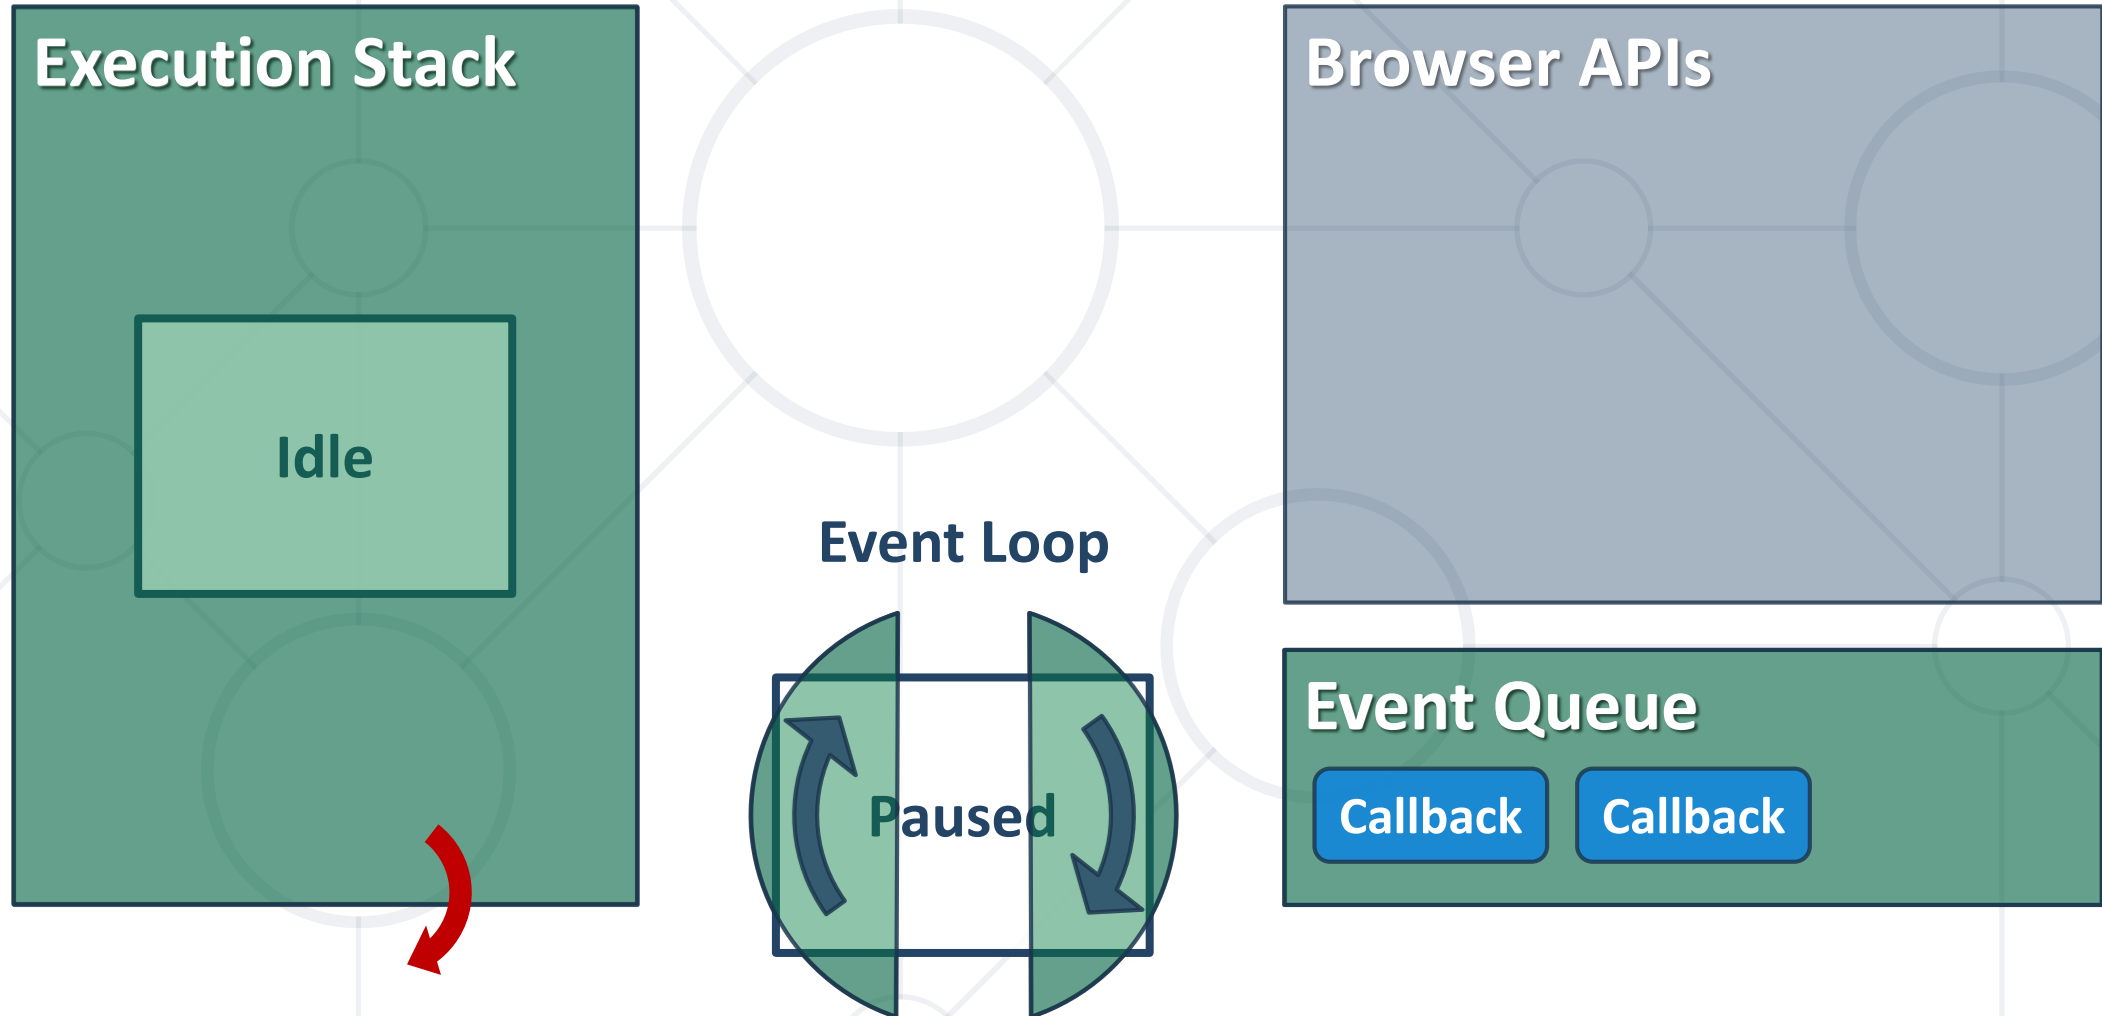 Execution Stack
Idle
Event Loop
Paused
Browser APIs
Event Queue
Callback
Callback